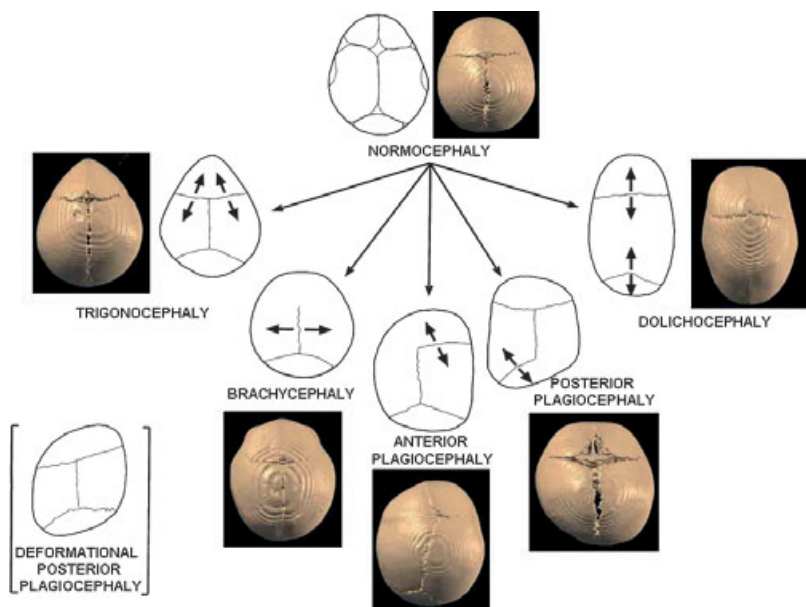 NORMOCEPHALY
TRIGONOCEPHALY
DOLICHOCEPHALY
BRACHYCEPHALY
POSTERIOR
PLAGIOCEPHALY
ANTERIOR
PLAGIOCEPHALY
DEFORMATIONAL
POSTERIOR
PLAGIOCEPHALY